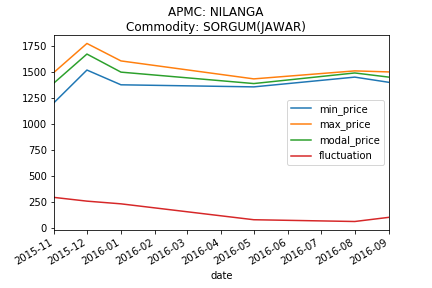 APMC: NILANGA
Commodity: SORGUM(JAWAR)
1750
1500
1250
1000
750
500
250
0
min_price
max_price
modal_price
fluctuation
2015-11
2015-12
2016-01
2016-02
2016-03
2016-04
2016-05
2016-06
2016-07
2016-08
2016-09
date